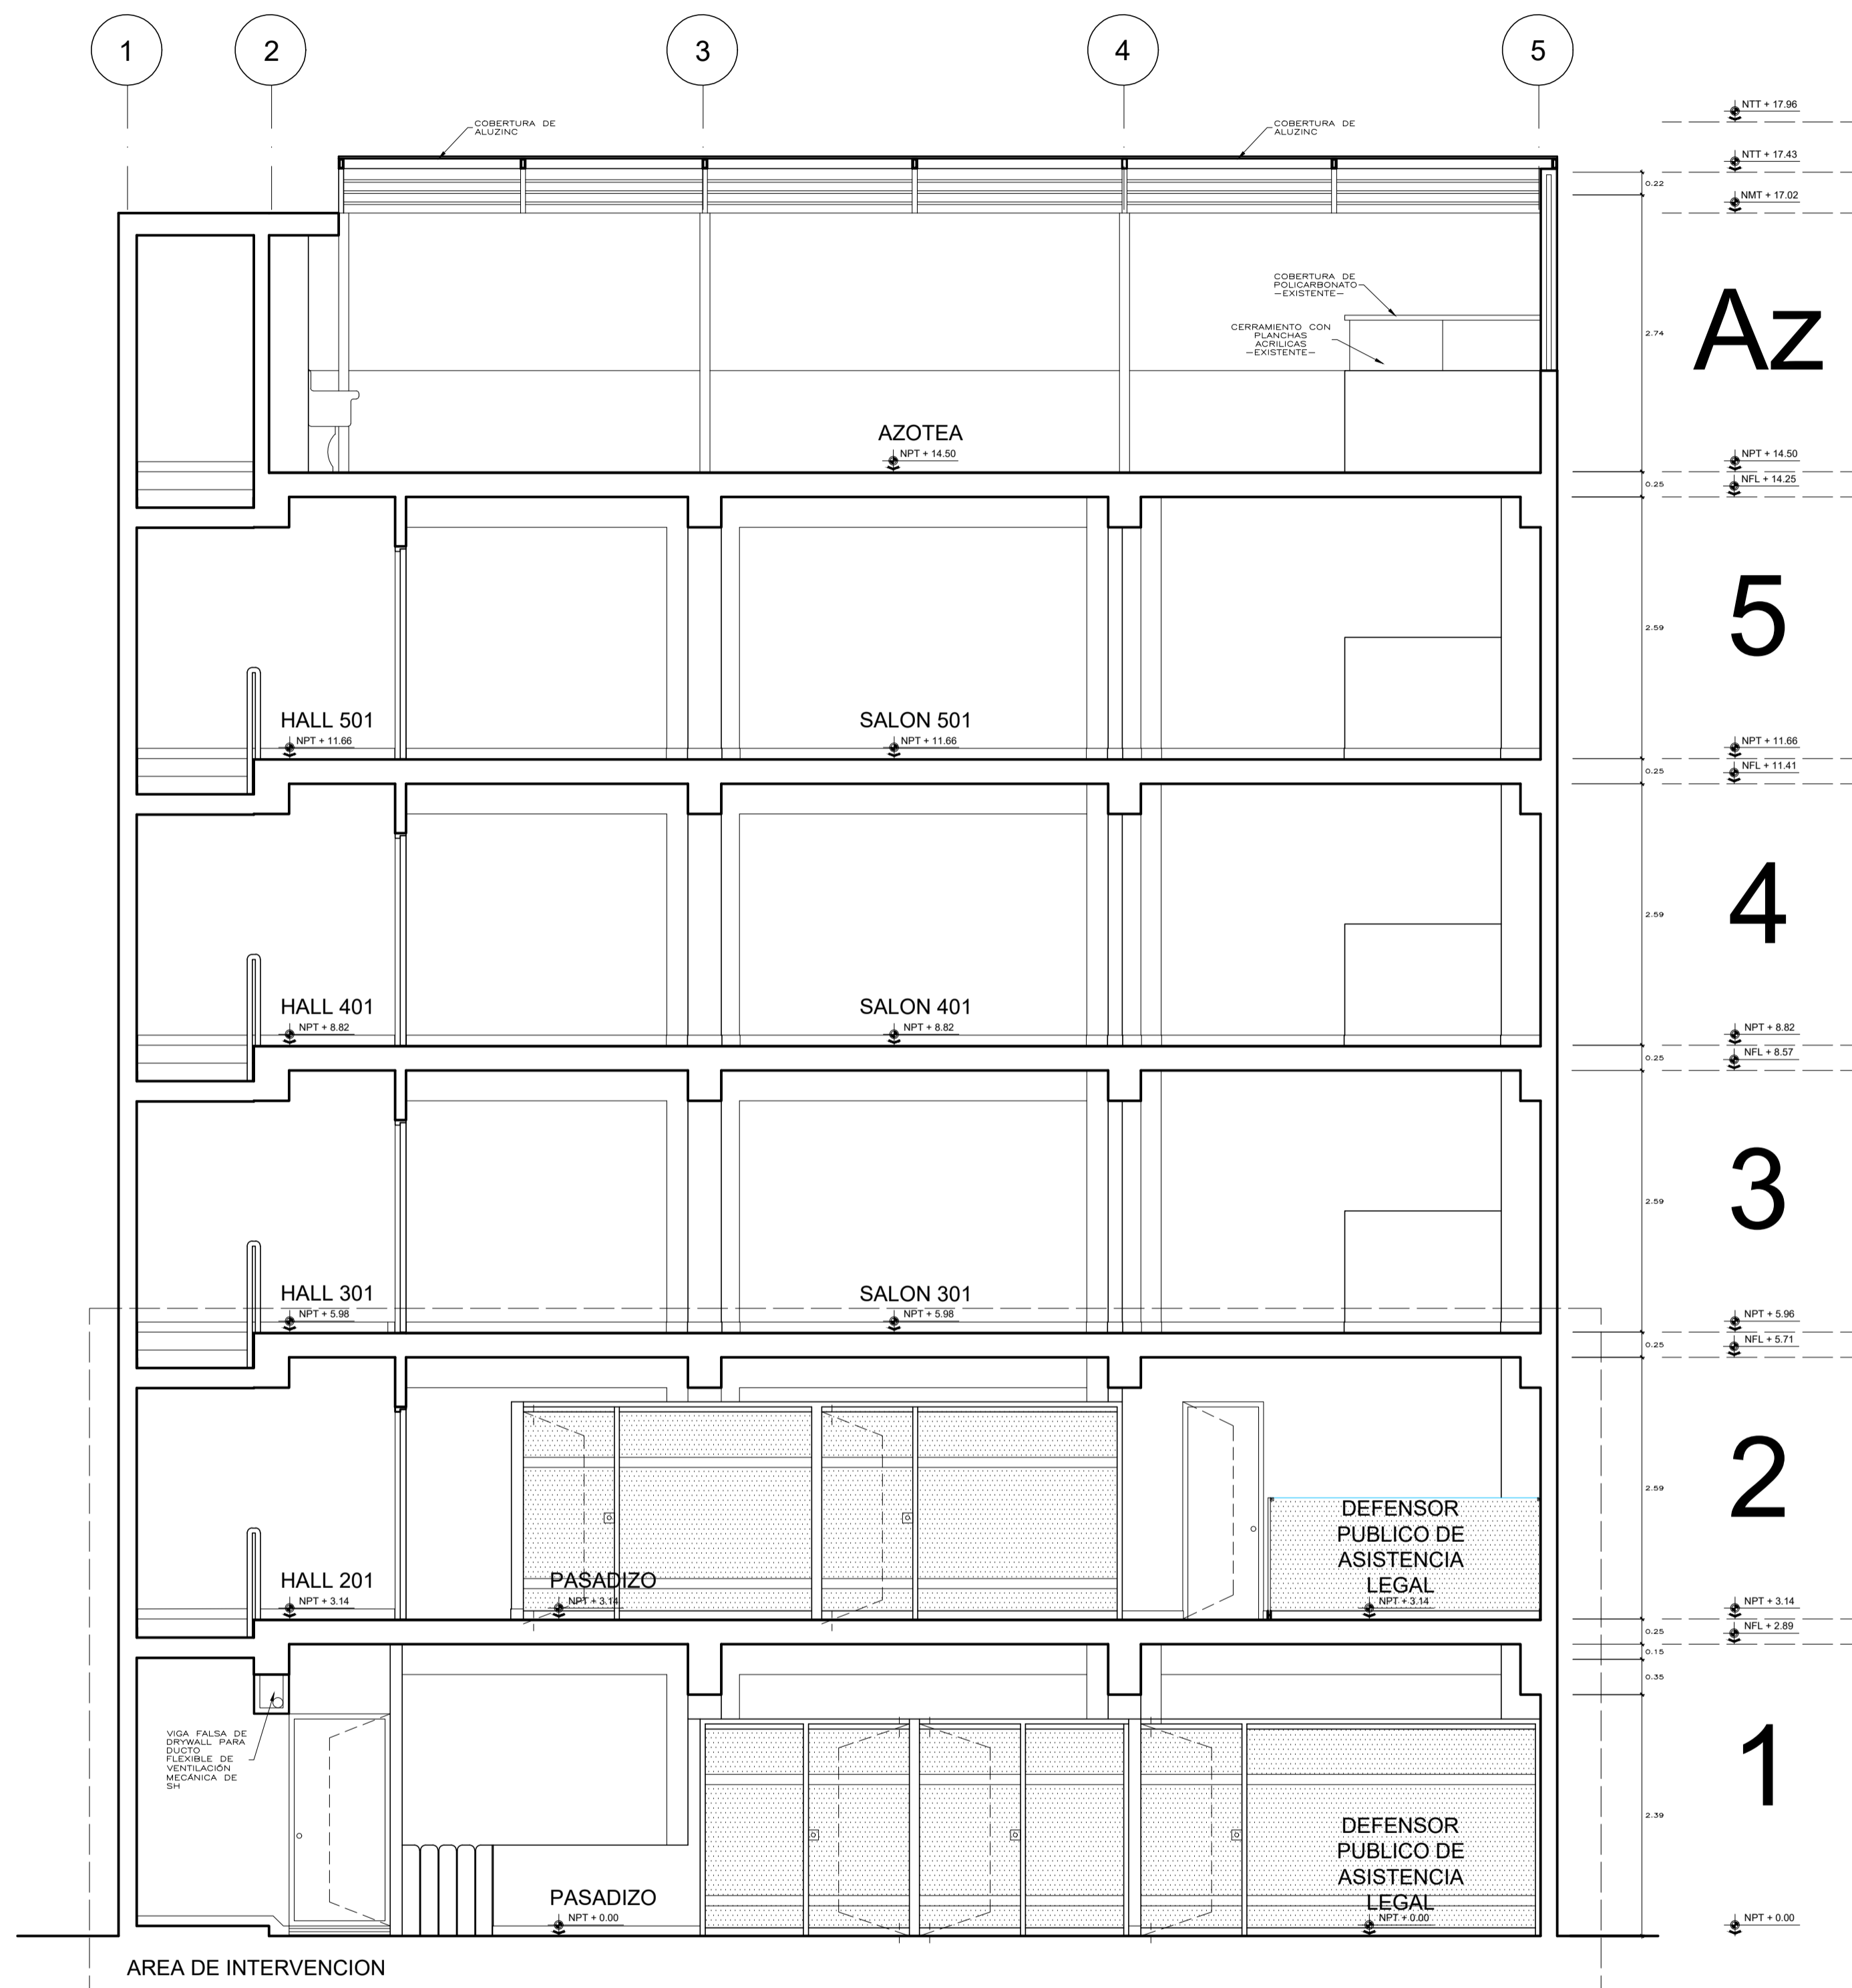 1
2
3
4
5
NTT + 17.96
COBERTURA DE
ALUZINC
COBERTURA DE
ALUZINC
NTT + 17.43
0.22
NMT + 17.02
COBERTURA DE
POLICARBONATO
—EXISTENTE—
CERRAMIENTO CON
PLANCHAS
ACRILICAS
—EXISTENTE—
2.74
Az
AZOTEA
NPT + 14.50
NPT + 14.50
0.25
NFL + 14.25
2.59
5
HALL 501
NPT + 11.66
SALON 501
NPT + 11.66
NPT + 11.66
0.25
NFL + 11.41
2.59
4
HALL 401
NPT + 8.82
SALON 401
NPT + 8.82
NPT + 8.82
0.25
NFL + 8.57
2.59
3
HALL 301
NPT + 5.98
SALON 301
NPT + 5.98
NPT + 5.96
0.25
NFL + 5.71
2.59
2
HALL 201
NPT + 3.14
PASADIZO
NPT + 3.14
DEFENSOR
PUBLICO DE
ASISTENCIA
LEGAL
NPT + 3.14
NPT + 3.14
0.25
NFL + 2.89
0.15
0.35
VIGA FALSA DE
DRYWALL PARA
DUCTO
FLEXIBLE DE
VENTILACIÓN
MECÁNICA DE
SH
2.39
1
PASADIZO
NPT + 0.00
DEFENSOR
PUBLICO DE
ASISTENCIA
LEGAL
NPT + 0.00
NPT + 0.00
AREA DE INTERVENCION